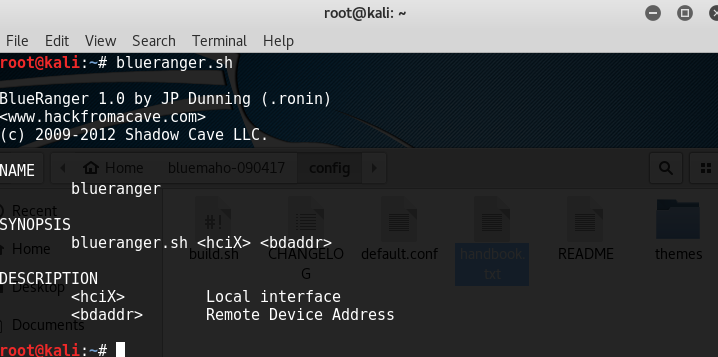 root@kali: ~
File Edit View Search Terminal Help
root@kali:~# blueranger.sh
BlueRanger 1.0 by JP Dunning (.ronin)
<www.hackfromacave.com>
(c) 2009-2012 Shadow Cave LLC.
NAME
blueranger
SYNOPSIS
blueranger.sh <hciX> <bdaddr>
DESCRIPTION
<hciX> Local interface
<bdaddr> Remote Device Address
root@kali:~#
Home bluemaho-090417 config
Recent
Home
Desktop
Documents
#!
build.sh
CHANGELOG
default.conf
handbook.txt
README
themes